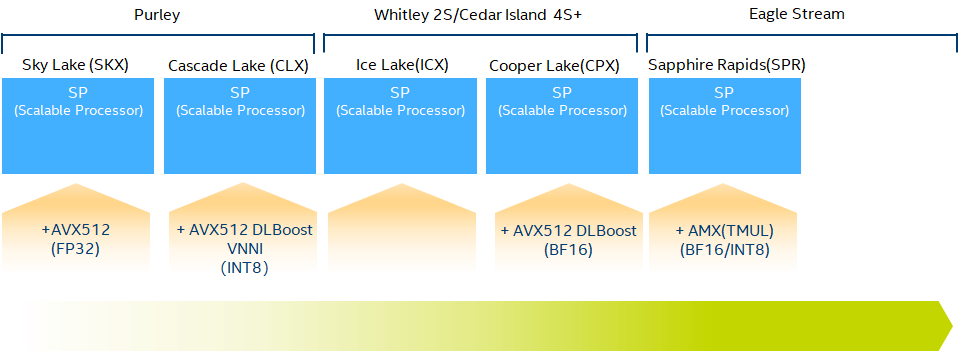 Purley
Whitley 2S/Cedar Island 4S+
Eagle Stream
Sky Lake (SKX)
Cascade Lake (CLX)
Ice Lake(ICX)
Cooper Lake(CPX)
Sapphire Rapids(SPR)
SP
(Scalable Processor)
SP
(Scalable Processor)
SP
(Scalable Processor)
SP
(Scalable Processor)
SP
(Scalable Processor)
+AVX512
(FP32)
+ AVX512 DLBoost
VNNI
(INT8)
+ AVX512 DLBoost
(BF16)
+ AMX(TMUL)
(BF16/INT8)